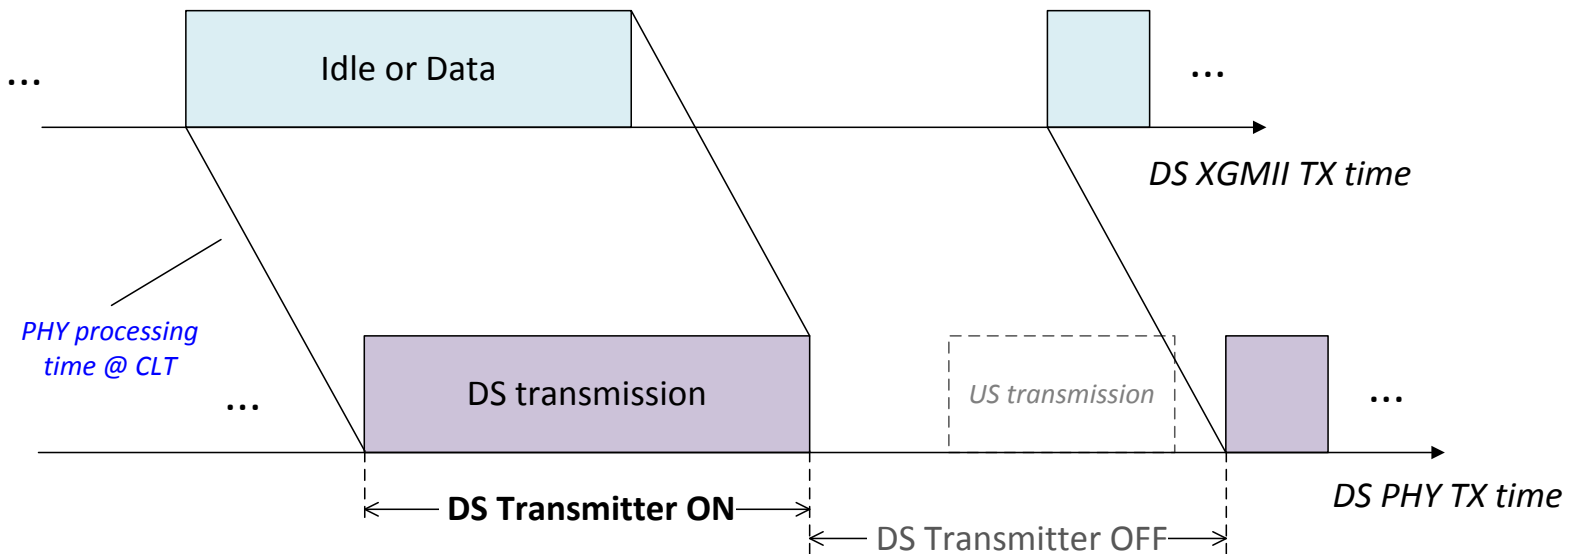 Idle or Data
...
...
DS XGMII TX time
PHY processing
time @ CLT
DS transmission
US transmission
...
...
DS Transmitter ON
DS PHY TX time
DS Transmitter OFF